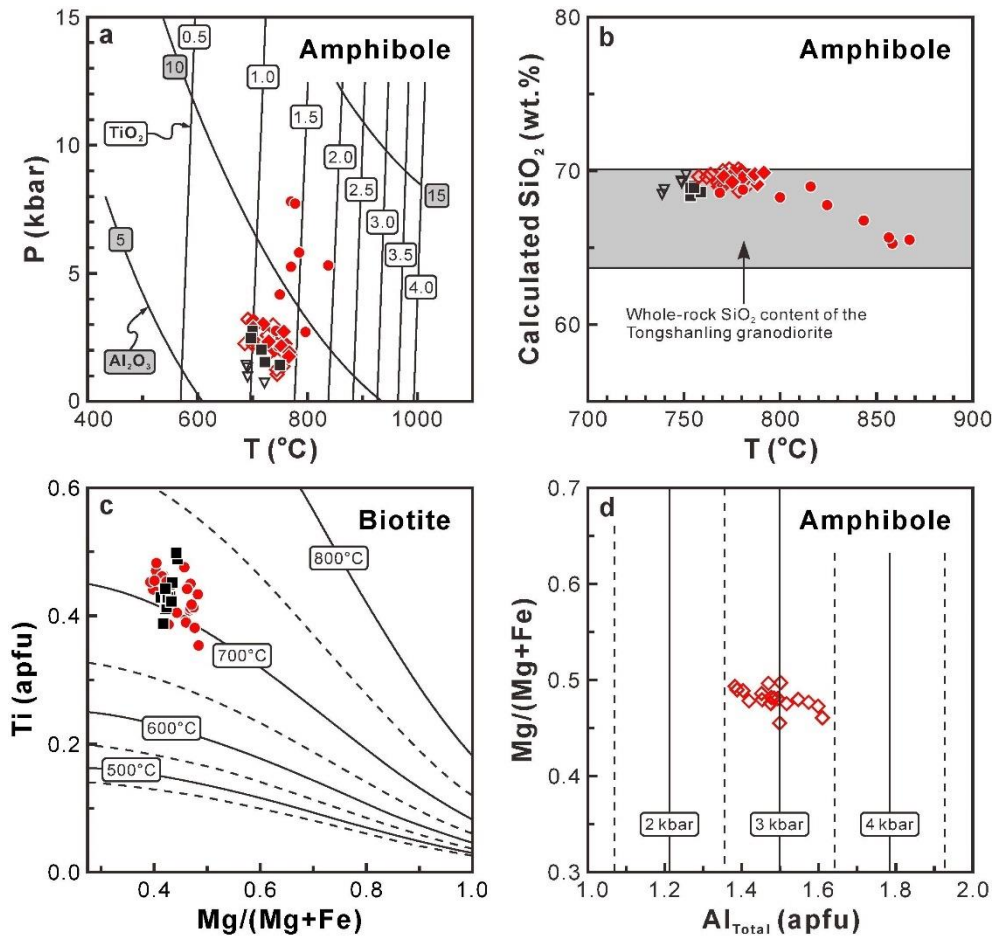 a
Amphibole
P (kbar)
15
10
5
0
10
0.5
1.0
1.5
2.0
2.5
3.0
3.5
4.0
15
TiO₂
5
Al₂O₃
400
600
800
1000
T (°C)
b
Amphibole
Calculated SiO₂ (wt.%)
80
70
60
Whole-rock SiO₂ content of the
Tongshanling granodiorite
700
750
800
850
900
T (°C)
c
Biotite
Ti (apfu)
0.6
0.4
0.2
0.0
800°C
700°C
600°C
500°C
0.4
0.6
0.8
1.0
Mg/(Mg+Fe)
d
Amphibole
Mg/(Mg+Fe)
0.7
0.6
0.5
0.4
0.3
2 kbar
3 kbar
4 kbar
1.0
1.2
1.4
1.6
1.8
2.0
Al_Total (apfu)